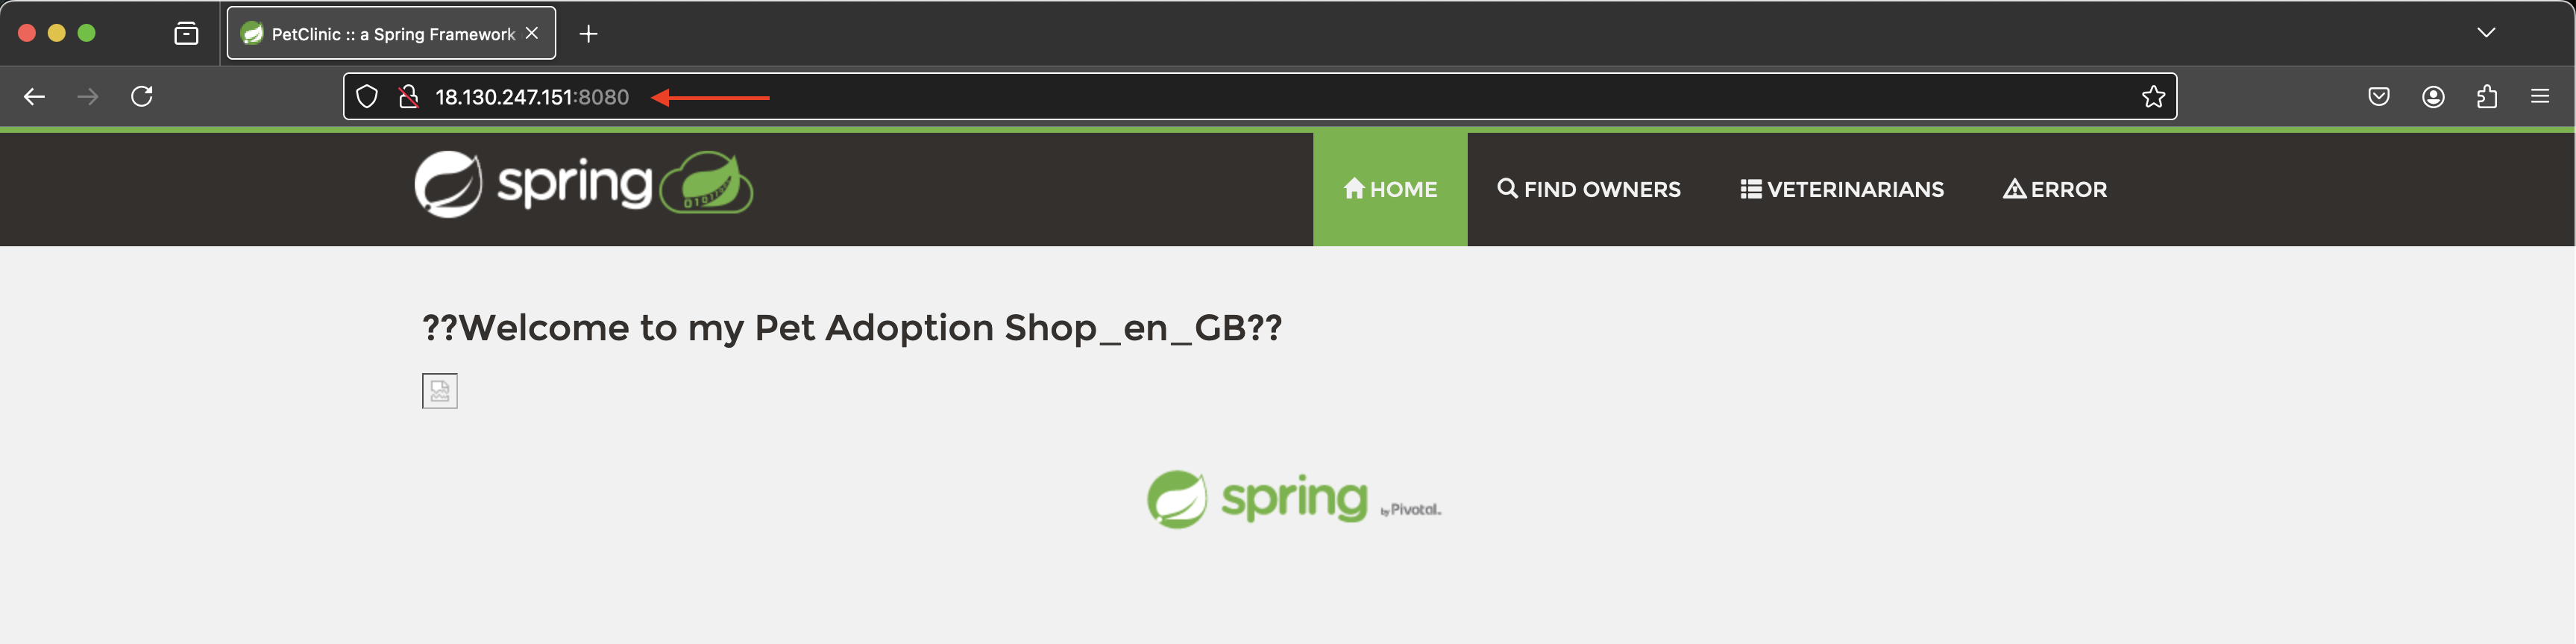 PetClinic :: a Spring Framework
18.130.247.151:8080
spring
HOME
FIND OWNERS
VETERINARIANS
ERROR
??Welcome to my Pet Adoption Shop_en_GB??
spring by Pivotal